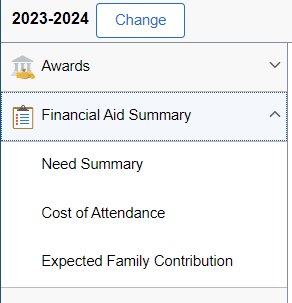 2023-2024 Change
Awards
Financial Aid Summary
Need Summary
Cost of Attendance
Expected Family Contribution